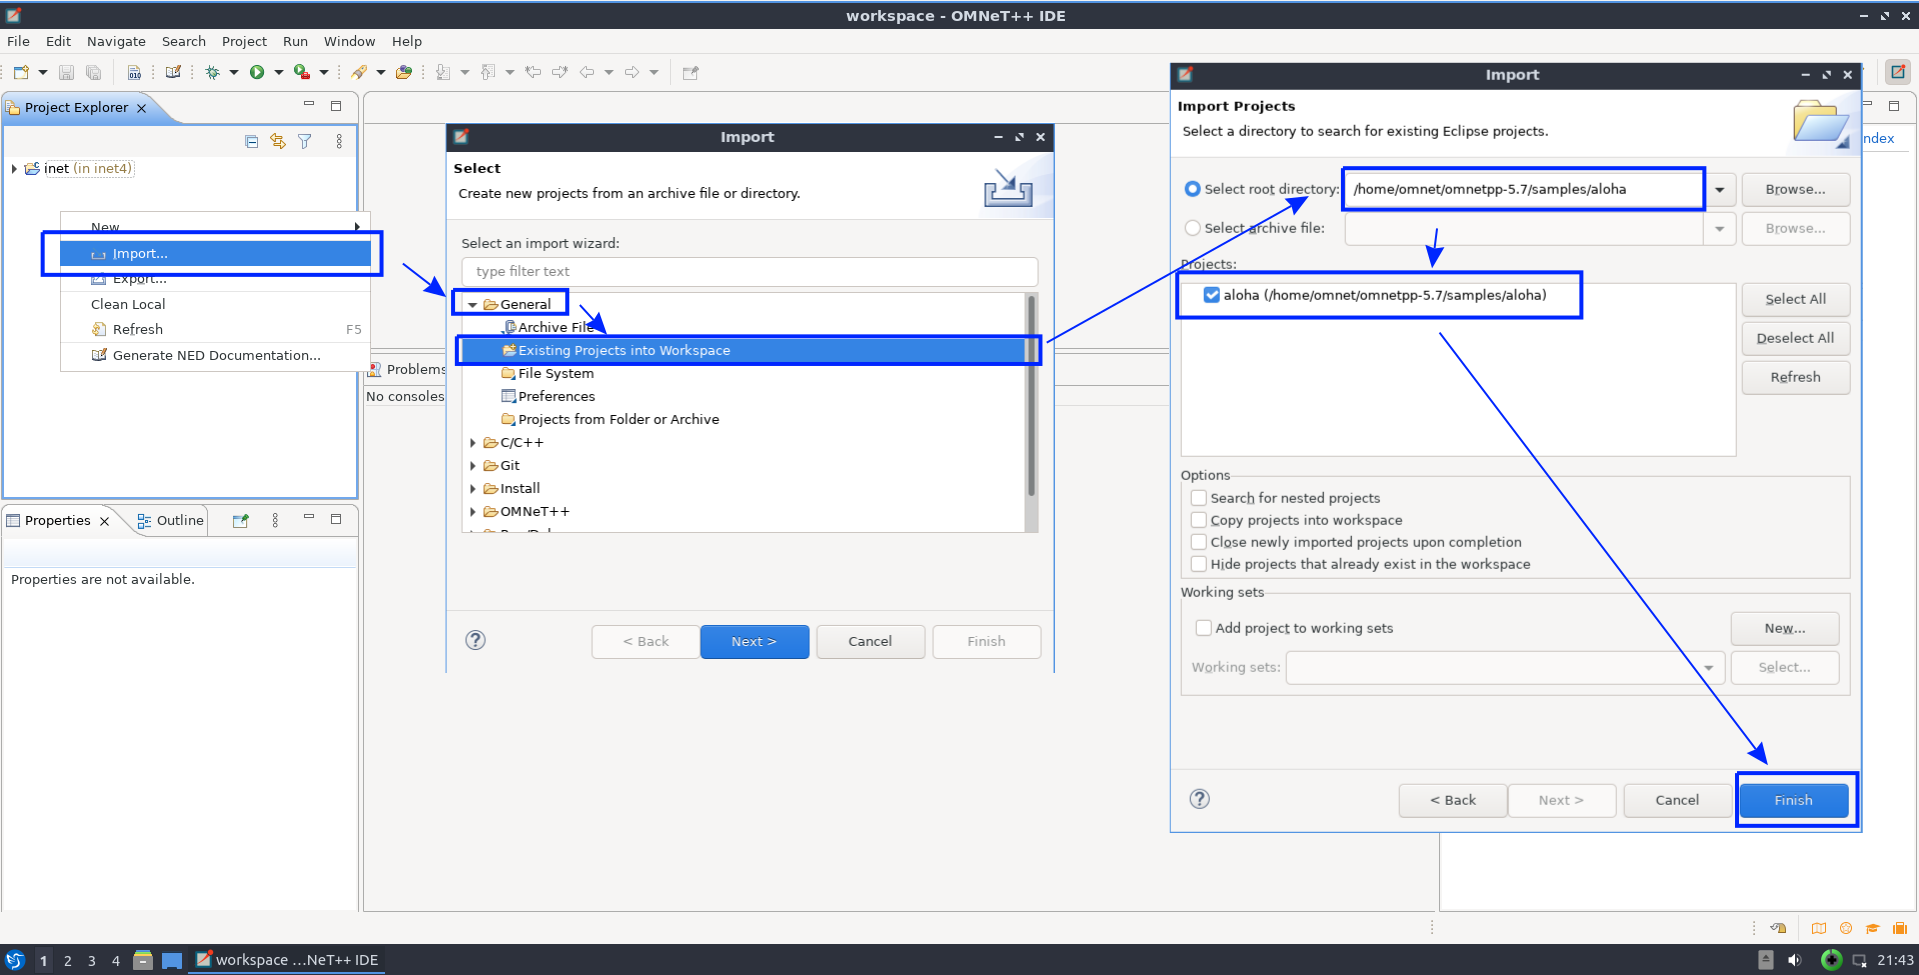 workspace - OMNeT++ IDE
File Edit Navigate Search Project Run Window Help
Project Explorer
inet (in inet4)
New
Import...
Export...
Clean Local
Refresh F5
Generate NED Documentation...
Problems
No consoles
Properties Outline
Properties are not available.
Import
Select
Create new projects from an archive file or directory.
Select an import wizard:
type filter text
General
Archive File
Existing Projects into Workspace
File System
Preferences
Projects from Folder or Archive
C/C++
Git
Install
OMNeT++
< Back Next > Cancel Finish
Import
Import Projects
Select a directory to search for existing Eclipse projects.
Select root directory: /home/omnet/omnetpp-5.7/samples/aloha Browse...
Select archive file: Browse...
Projects:
aloha (/home/omnet/omnetpp-5.7/samples/aloha)
Select All
Deselect All
Refresh
Options
Search for nested projects
Copy projects into workspace
Close newly imported projects upon completion
Hide projects that already exist in the workspace
Working sets
Add project to working sets New...
Working sets: Select...
< Back Next > Cancel Finish
ndex
1 2 3 4 workspace ...NeT++ IDE 21:43